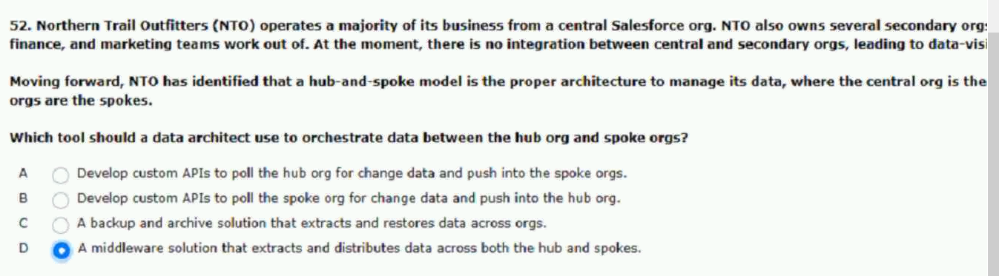 52. Northern Trail Outfitters (NTO) operates a majority of its business from a central Salesforce org. NTO also owns several secondary
finance, and marketing teams work out of. At the moment, there is no integration between central and secondary orgs, leading to
Moving forward, NTO has identified that a hub-and-spoke model is the proper architecture to manage its data, where the central org is the
orgs are the spokes.
Which tool should a data architect use to orchestrate data between the hub org and spoke orgs?
A Develop custom APIs to poll the hub org for change data and push into the spoke orgs.
B Develop custom APIs to poll the spoke org for change data and push into the hub org.
C A backup and archive solution that extracts and restores data across orgs.
D A middleware solution that extracts and distributes data across both the hub and spokes.